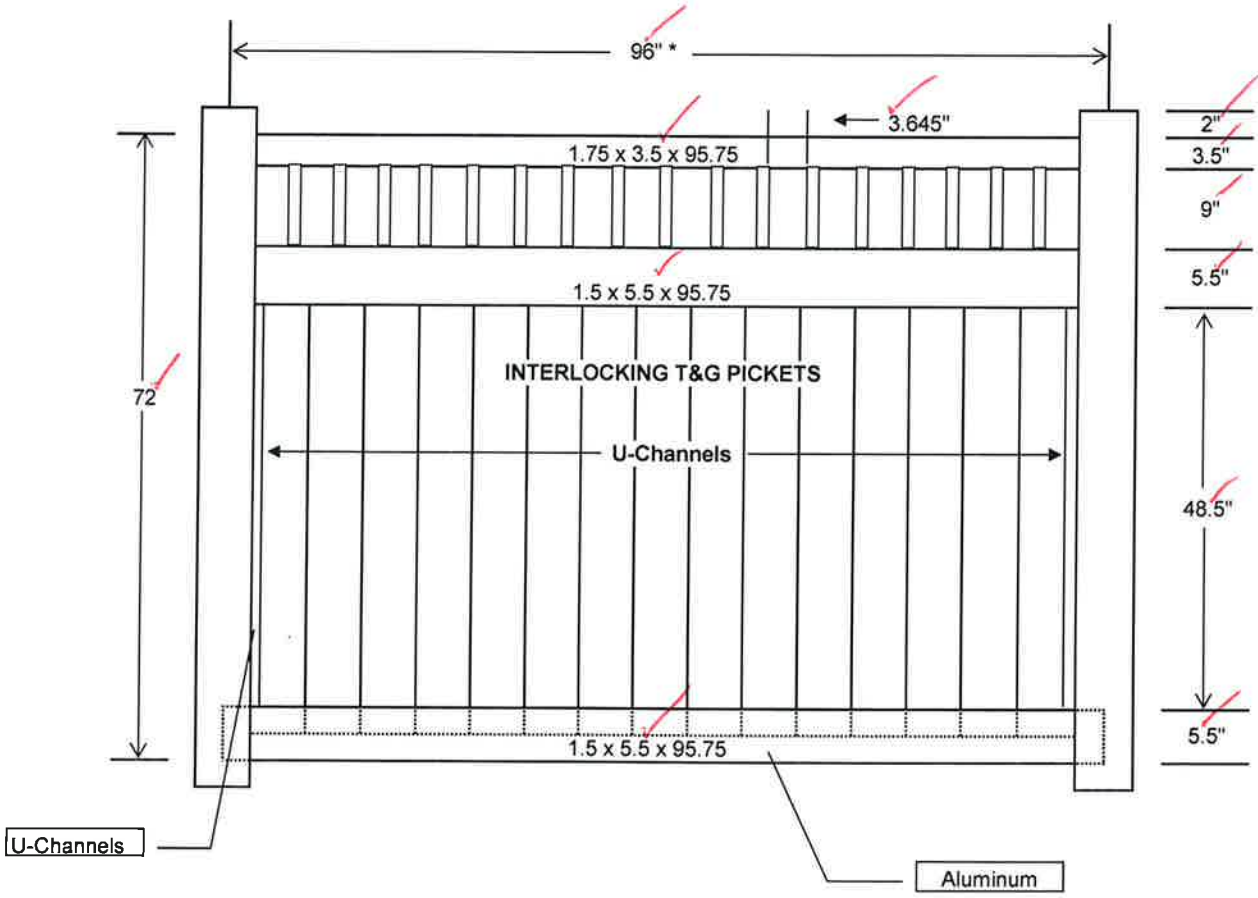 96" *
3.645"
2"
1.75 x 3.5 x 95.75
3.5"
9"
1.5 x 5.5 x 95.75
5.5"
INTERLOCKING T&G PICKETS
72
U-Channels
48.5"
1.5 x 5.5 x 95.75
5.5"
U-Channels
Aluminum